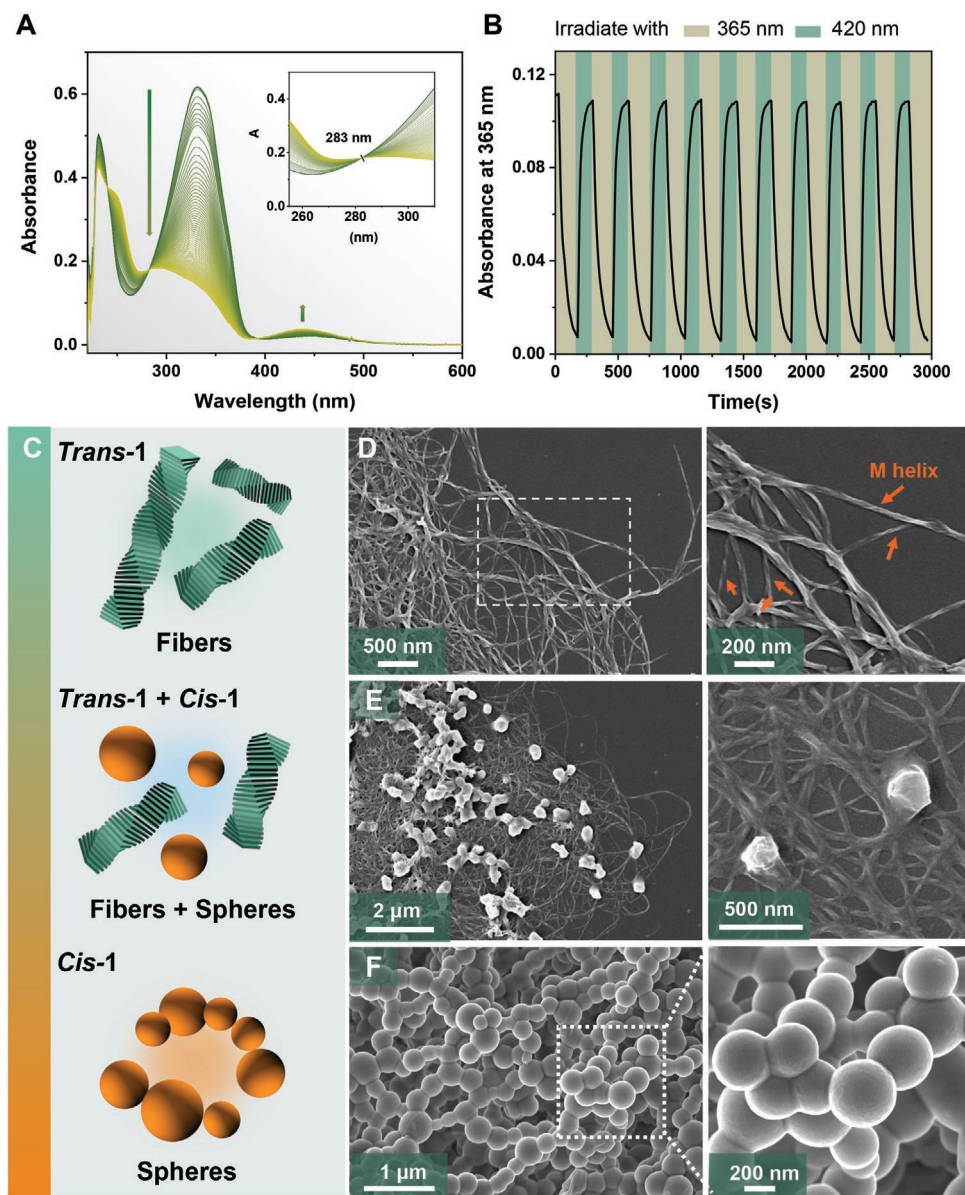 A
Absorbance
0.6
0.4
0.2
0.0
300
400
500
600
Wavelength (nm)
A
0.4
0.2
0.0
283 nm
260
280
300
(nm)
B
Irradiate with 365 nm 420 nm
Absorbance at 365 nm
0.12
0.08
0.04
0.00
0
500
1000
1500
2000
2500
3000
Time(s)
C
Trans-1
Fibers
Trans-1 + Cis-1
Fibers + Spheres
Cis-1
Spheres
D
500 nm
M helix
200 nm
E
2 µm
500 nm
F
1 µm
200 nm